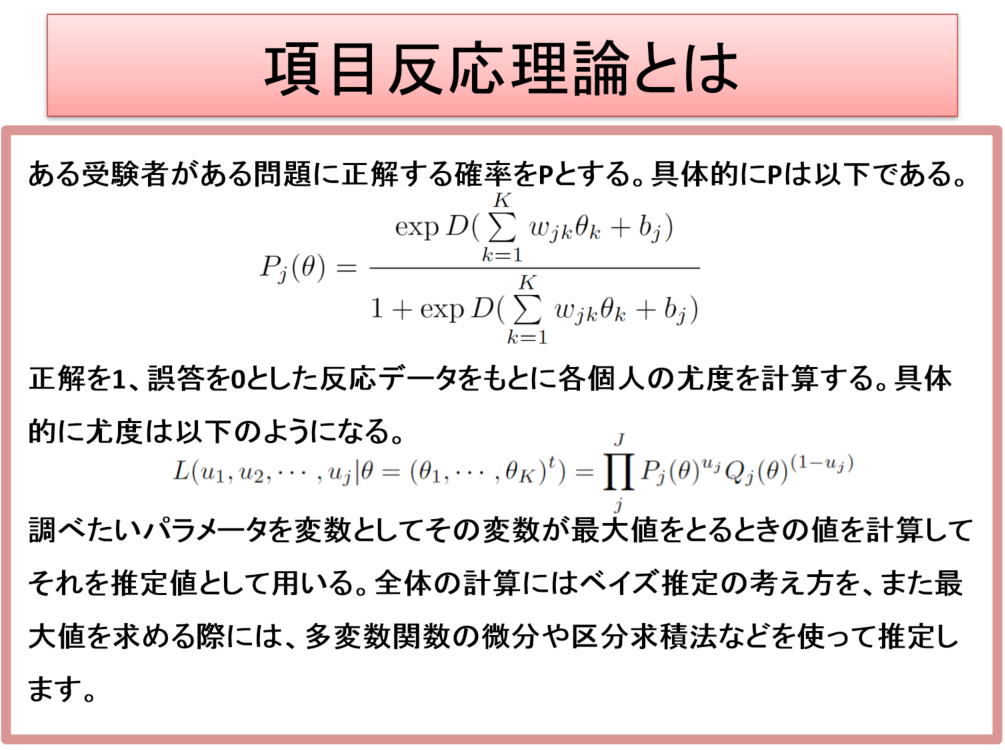 項目反応理論とは
ある受験者がある問題に正解する確率をPとする。具体的にPは以下である。
P_j(θ) = \frac{\exp D(\sum_{k=1}^{K} w_{jk}θ_k + b_j)}{1 + \exp D(\sum_{k=1}^{K} w_{jk}θ_k + b_j)}
正解を1、誤答を0とした反応データをもとに各個人の尤度を計算する。具体
的に尤度は以下のようになる。
L(u_1, u_2, ⋯ , u_j|θ = (θ_1, ⋯ , θ_K)^t) = \prod_{j}^{J} P_j(θ)^{u_j} Q_j(θ)^{(1−u_j)}
調べたいパラメータを変数としてその変数が最大値をとるときの値を計算して
それを推定値として用いる。全体の計算にはベイズ推定の考え方を、また最
大値を求める際には、多変数関数の微分や区分求積法などを使って推定し
ます。